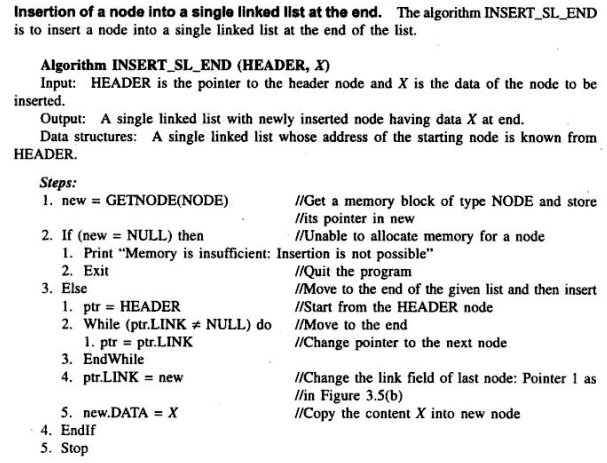 Insertion of a node into a single linked list at the end. The algorithm INSERT_SL_END
is to insert a node into a single linked list at the end of the list.
Algorithm INSERT_SL_END (HEADER, X)
Input: HEADER is the pointer to the header node and X is the data of the node to be
inserted.
Output: A single linked list with newly inserted node having data X at end.
Data structures: A single linked list whose address of the starting node is known from
HEADER.
Steps:
1. new = GETNODE(NODE) //Get a memory block of type NODE and store
//its pointer in new
2. If (new = NULL) then //Unable to allocate memory for a node
1. Print “Memory is insufficient: Insertion is not possible”
2. Exit //Quit the program
3. Else //Move to the end of the given list and then insert
1. ptr = HEADER //Start from the HEADER node
2. While (ptr.LINK ≠ NULL) do //Move to the end
1. ptr = ptr.LINK //Change pointer to the next node
3. EndWhile
4. ptr.LINK = new //Change the link field of last node: Pointer 1 as
//in Figure 3.5(b)
5. new.DATA = X //Copy the content X into new node
4. EndIf
5. Stop